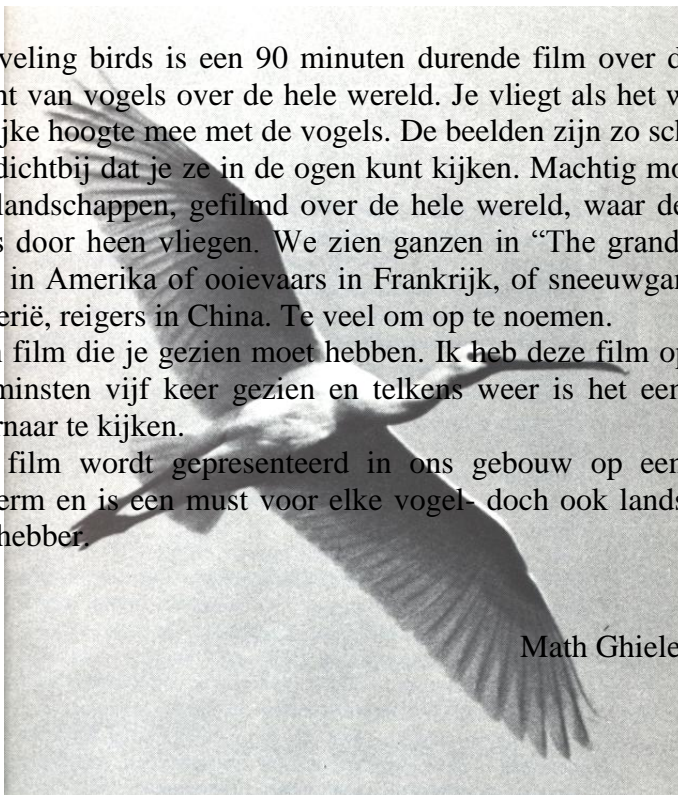 veling birds is een 90 minuten durende film over d
nt van vogels over de hele wereld. Je vliegt als het w
ijke hoogte mee met de vogels. De beelden zijn zo sch
dichtbij dat je ze in de ogen kunt kijken. Machtig mo
landschappen, gefilmd over de hele wereld, waar de
s door heen vliegen. We zien ganzen in “The grand
in Amerika of ooievaars in Frankrijk, of sneeuwgan
erië, reigers in China. Te veel om op te noemen.
n film die je gezien moet hebben. Ik heb deze film op
minsten vijf keer gezien en telkens weer is het een
rnaar te kijken.
film wordt gepresenteerd in ons gebouw op een
erm en is een must voor elke vogel- doch ook lands
hebber.
Math Ghiele